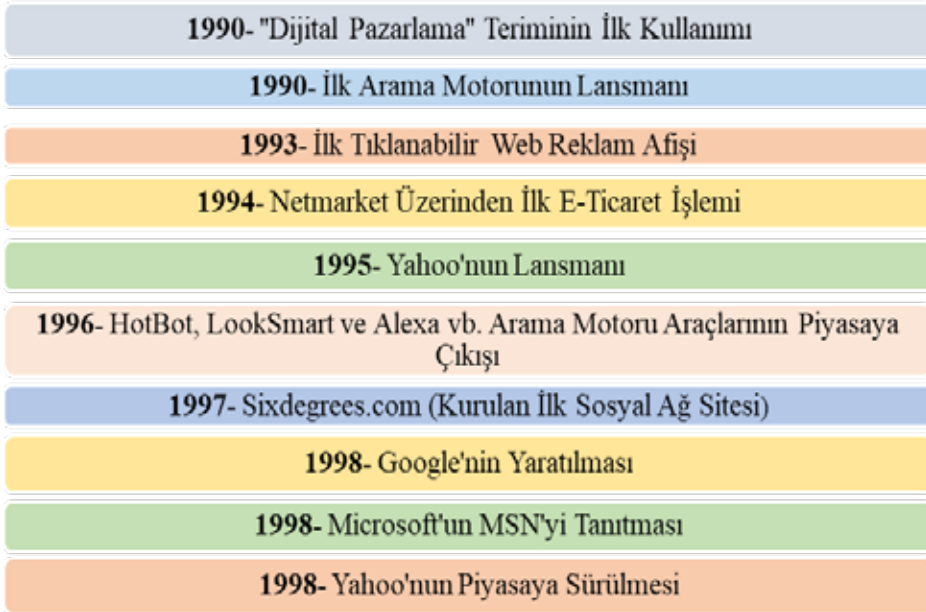 1990- "Dijital Pazarlama" Teriminin İlk Kullanımı
1990- İlk Arama Motorunun Lansmanı
1993- İlk Tıklanabilir Web Reklam Afişi
1994- Netmarket Üzerinden İlk E-Ticaret İşlemi
1995- Yahoo'nun Lansmanı
1996- HotBot, LookSmart ve Alexa vb. Arama Motoru Araçlarının Piyasaya
Çıkışı
1997- Sixdegrees.com (Kurulan İlk Sosyal Ağ Sitesi)
1998- Google'nin Yaratılması
1998- Microsoft'un MSN'yi Tanıtması
1998- Yahoo'nun Piyasaya Sürülmesi